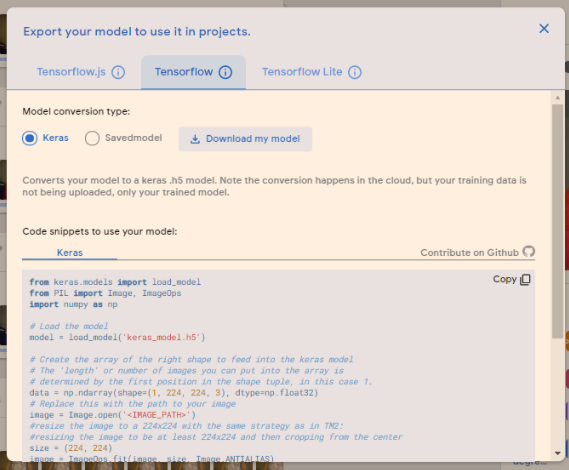 Export your model to use it in projects.
Tensorflow.js
Tensorflow
Tensorflow Lite
Model conversion type:
Keras
Savedmodel
Download my model
Converts your model to a keras .h5 model. Note the conversion happens in the cloud, but your training data is
not being uploaded, only your trained model.
Code snippets to use your model:
Keras
Contribute on Github
Copy
from keras.models import load_model
from PIL import Image, ImageOps
import numpy as np
# Load the model
model = load_model('keras_model.h5')
# Create the array of the right shape to feed into the keras model
# The 'length' or number of images you can put into the array is
# determined by the first position in the shape tuple, in this case 1.
data = np.ndarray(shape=(1, 224, 224, 3), dtype=np.float32)
# Replace this with the path to your image
image = Image.open('<IMAGE_PATH>')
#resize the image to a 224x224 with the same strategy as in TM2:
#resizing the image to be at least 224x224 and then cropping from the center
size = (224, 224)
image = ImageOps.fit(image, size, Image.ANTIALIAS)